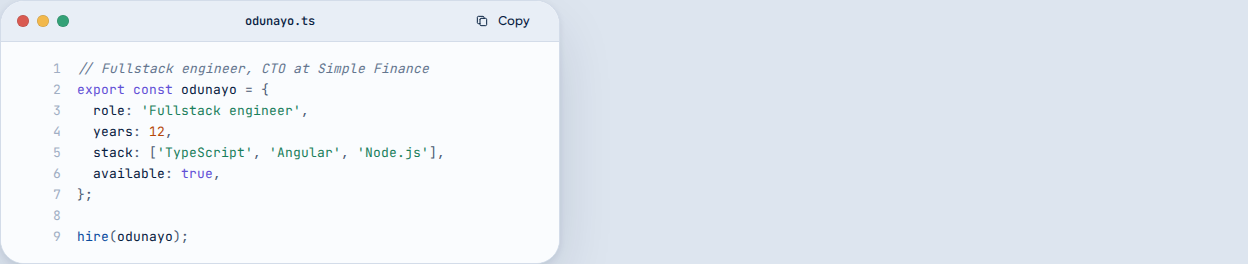 odunayo.ts
Copy
1 // Fullstack engineer, CTO at Simple Finance
2 export const odunayo = {
3   role: 'Fullstack engineer',
4   years: 12,
5   stack: ['TypeScript', 'Angular', 'Node.js'],
6   available: true,
7 };
8
9 hire(odunayo);